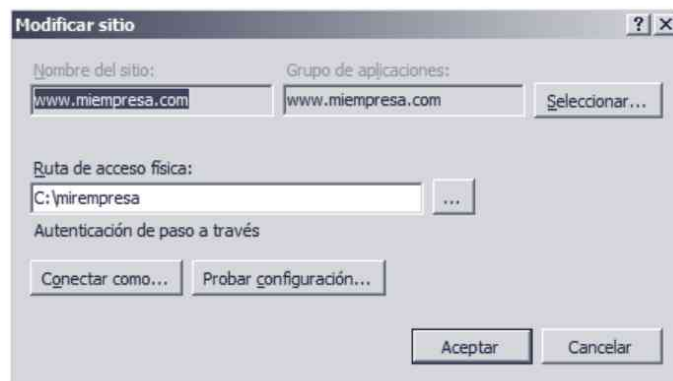 Modificar sitio
? X
Nombre del sitio: Grupo de aplicaciones:
www.miempresa.com www.miempresa.com Seleccionar...
Ruta de acceso física:
C:\mirempresa ...
Autenticación de paso a través
Conectar como... Probar configuración...
Aceptar Cancelar